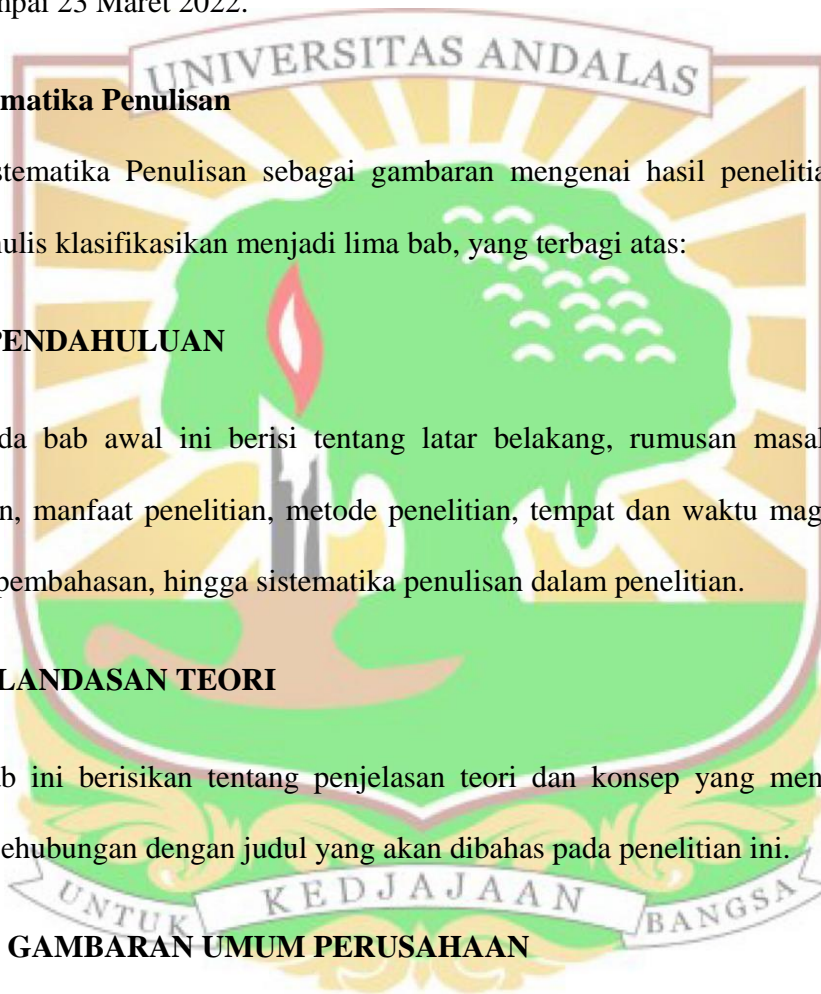 npai 23 Maret 2022.
UNIVERSITAS ANDALAS
matika Penulisan
stematika Penulisan sebagai gambaran mengenai hasil penelitia
nulis klasifikasikan menjadi lima bab, yang terbagi atas:
PENDAHULUAN
da bab awal ini berisi tentang latar belakang, rumusan masal
n, manfaat penelitian, metode penelitian, tempat dan waktu mag
pembahasan, hingga sistematika penulisan dalam penelitian.
LANDASAN TEORI
ab ini berisikan tentang penjelasan teori dan konsep yang men
ehubungan dengan judul yang akan dibahas pada penelitian ini.
UNTUK KEDJAJAAN BANGSA
GAMBARAN UMUM PERUSAHAAN